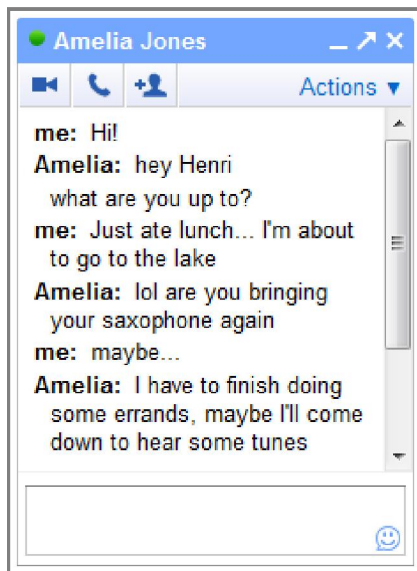 Amelia Jones
Actions ▼
me: Hi!
Amelia: hey Henri
what are you up to?
me: Just ate lunch... I'm about
to go to the lake
Amelia: lol are you bringing
your saxophone again
me: maybe...
Amelia: I have to finish doing
some errands, maybe I'll come
down to hear some tunes